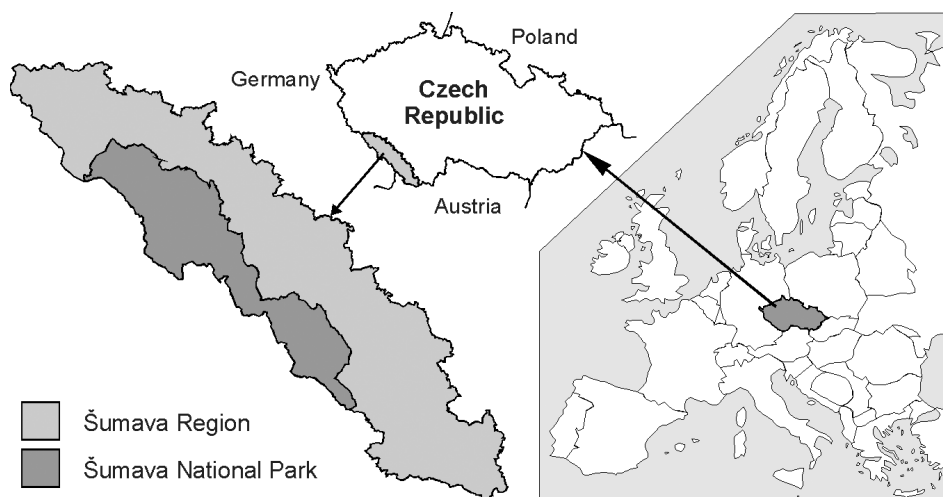 Poland
Germany
Czech
Republic
Austria
Šumava Region
Šumava National Park